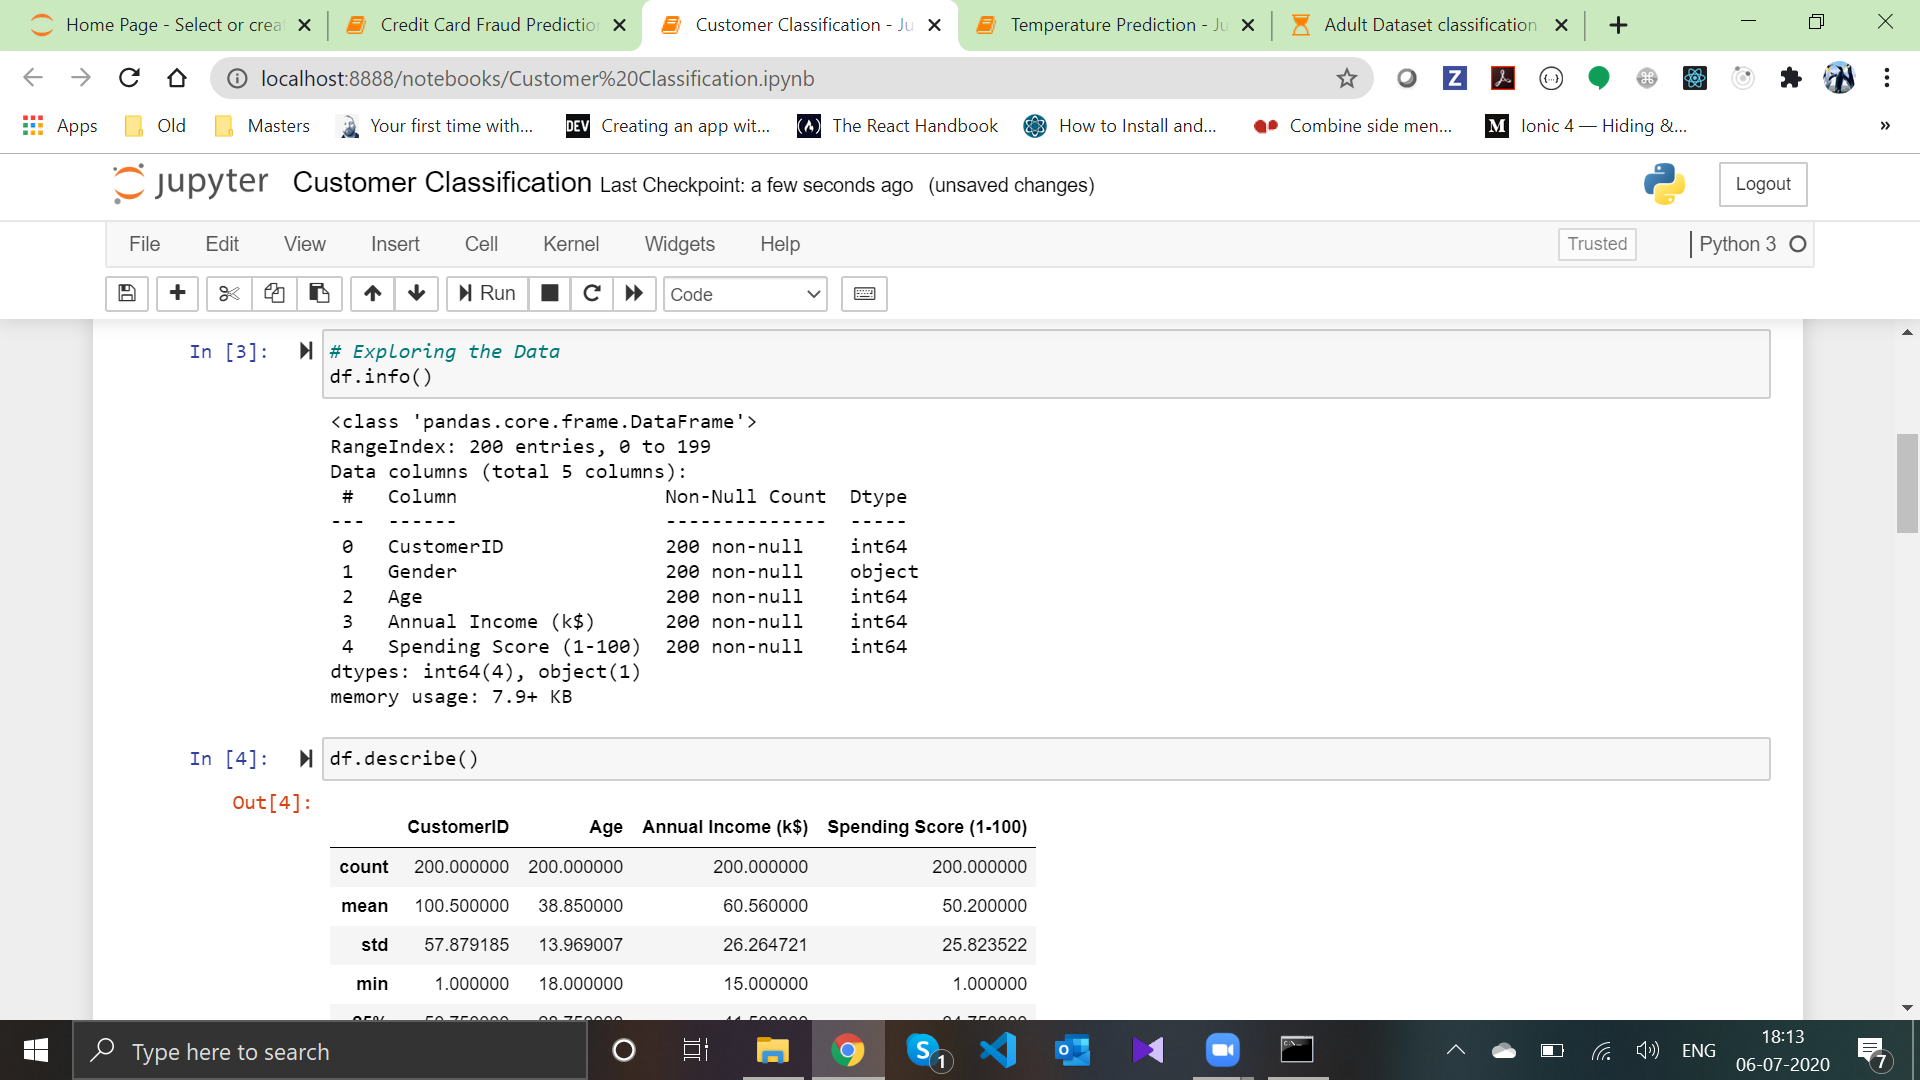 Home Page - Select or crea
Credit Card Fraud Prediction
Customer Classification - Ju
Temperature Prediction - Ju
Adult Dataset classification
localhost:8888/notebooks/Customer%20Classification.ipynb
Apps
Old
Masters
Your first time with...
DEV
Creating an app wit...
The React Handbook
How to Install and...
Combine side men...
M
Ionic 4 — Hiding &...
»
jupyter Customer Classification Last Checkpoint: a few seconds ago (unsaved changes)
Logout
File Edit View Insert Cell Kernel Widgets Help
Trusted
Python 3
Run
Code
In [3]:
# Exploring the Data
df.info()
<class 'pandas.core.frame.DataFrame'>
RangeIndex: 200 entries, 0 to 199
Data columns (total 5 columns):
# Column Non-Null Count Dtype
--- ------ -------------- -----
0 CustomerID 200 non-null int64
1 Gender 200 non-null object
2 Age 200 non-null int64
3 Annual Income (k$) 200 non-null int64
4 Spending Score (1-100) 200 non-null int64
dtypes: int64(4), object(1)
memory usage: 7.9+ KB
In [4]:
df.describe()
Out[4]:
CustomerID Age Annual Income (k$) Spending Score (1-100)
count 200.000000 200.000000 200.000000 200.000000
mean 100.500000 38.850000 60.560000 50.200000
std 57.879185 13.969007 26.264721 25.823522
min 1.000000 18.000000 15.000000 1.000000
Type here to search
1
ENG
18:13
06-07-2020
7